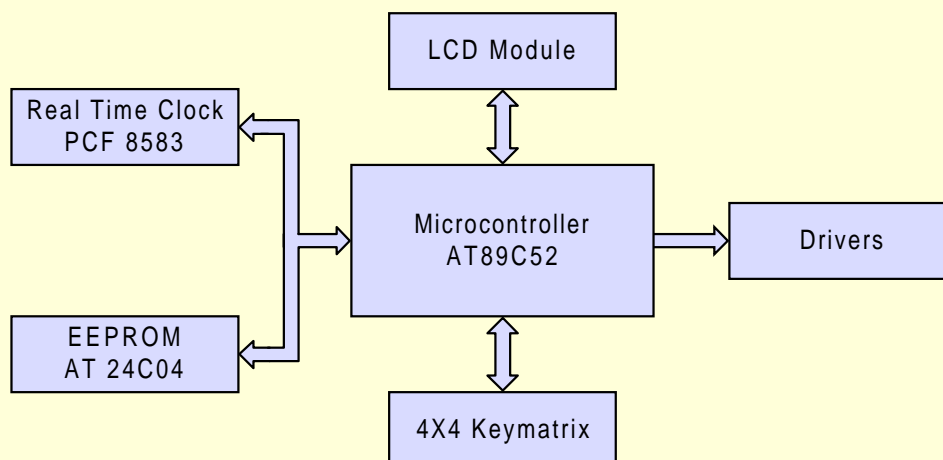 LCD Module
Real Time Clock
PCF 8583
Microcontroller
AT89C52
Drivers
EEPROM
AT 24C04
4X4 Keymatrix